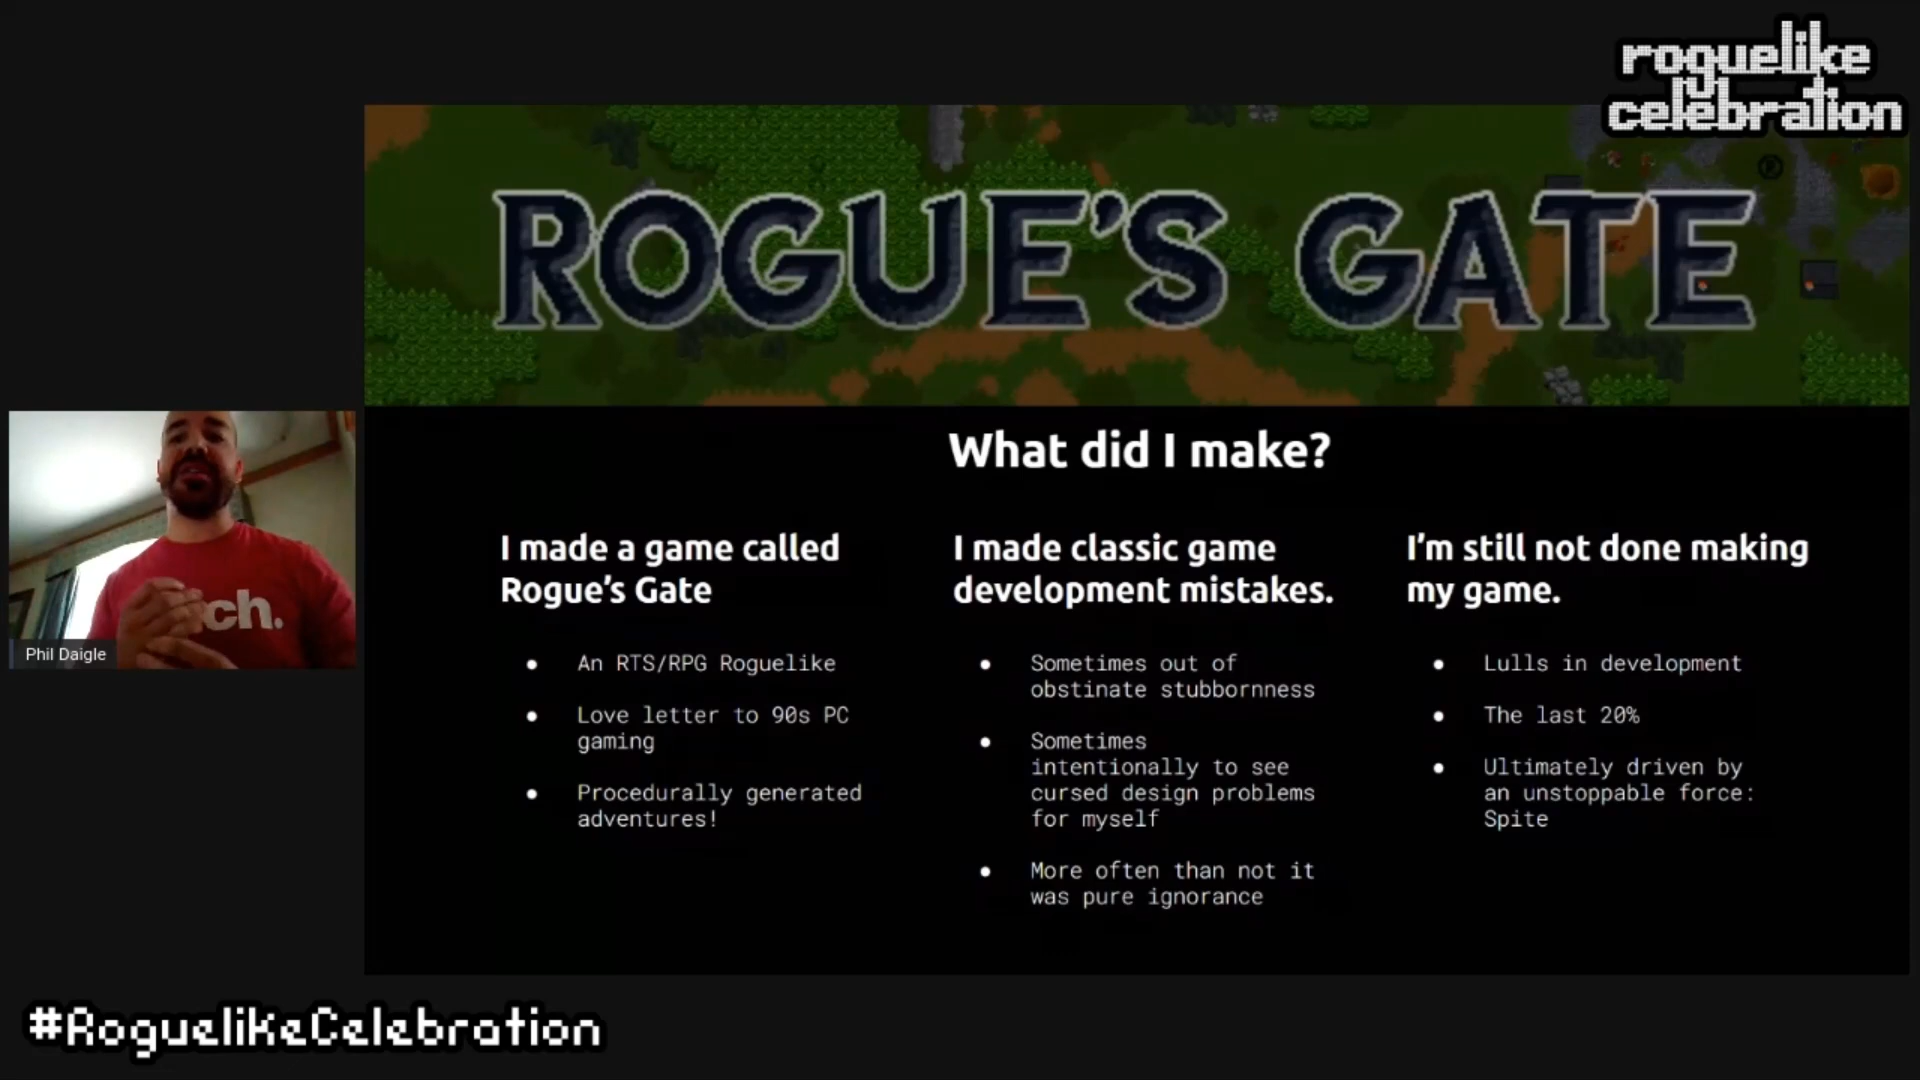 roguelike
celebration
ROGUE'S GATE
What did I make?
I made a game called
Rogue's Gate
An RTS/RPG Roguelike
Love letter to 90s PC
gaming
Procedurally generated
adventures!
I made classic game
development mistakes.
Sometimes out of
obstinate stubbornness
Sometimes
intentionally to see
cursed design problems
for myself
More often than not it
was pure ignorance
I'm still not done making
my game.
Lulls in development
The last 20%
Ultimately driven by
an unstoppable force:
Spite
ch.
Phil Daigle
#RoguelikeCelebration